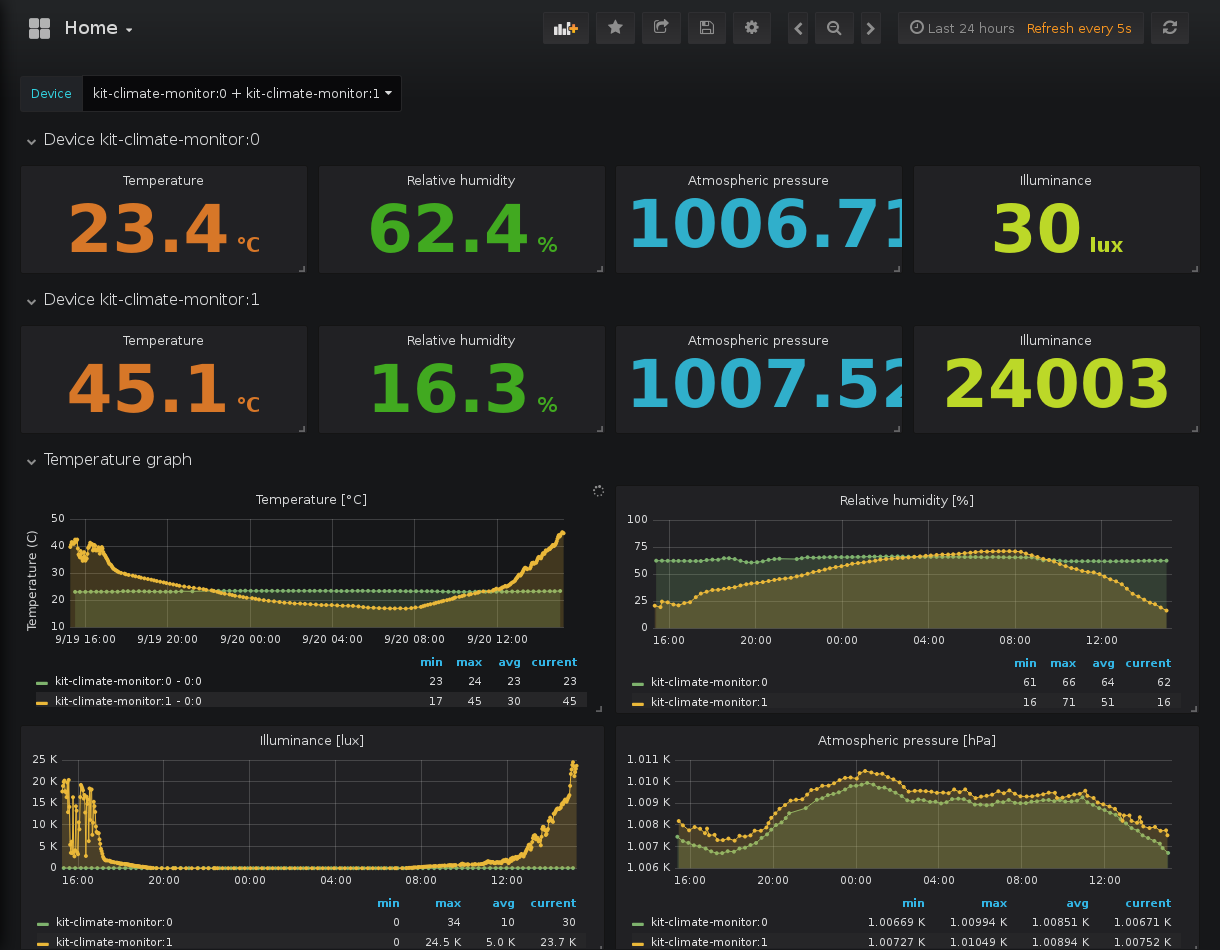 Home
Last 24 hours Refresh every 5s
Device kit-climate-monitor:0 + kit-climate-monitor:1
Device kit-climate-monitor:0
Temperature Relative humidity Atmospheric pressure Illuminance
23.4 °C 62.4 % 1006.71 30 lux
Device kit-climate-monitor:1
Temperature Relative humidity Atmospheric pressure Illuminance
45.1 °C 16.3 % 1007.52 24003
Temperature graph
Temperature [°C]
Temperature (C)
50
40
30
20
10
9/19 16:00 9/19 20:00 9/20 00:00 9/20 04:00 9/20 08:00 9/20 12:00
min max avg current
kit-climate-monitor:0 - 0:0 23 24 23 23
kit-climate-monitor:1 - 0:0 17 45 30 45
Relative humidity [%]
100
75
50
25
0
16:00 20:00 00:00 04:00 08:00 12:00
min max avg current
kit-climate-monitor:0 61 66 64 62
kit-climate-monitor:1 16 71 51 16
Illuminance [lux]
25 K
20 K
15 K
10 K
5 K
0
16:00 20:00 00:00 04:00 08:00 12:00
min max avg current
kit-climate-monitor:0 0 34 10 30
kit-climate-monitor:1 0 24.5 K 5.0 K 23.7 K
Atmospheric pressure [hPa]
1.011 K
1.010 K
1.009 K
1.008 K
1.007 K
1.006 K
16:00 20:00 00:00 04:00 08:00 12:00
min max avg current
kit-climate-monitor:0 1.00669 K 1.00994 K 1.00851 K 1.00671 K
kit-climate-monitor:1 1.00727 K 1.01049 K 1.00894 K 1.00752 K